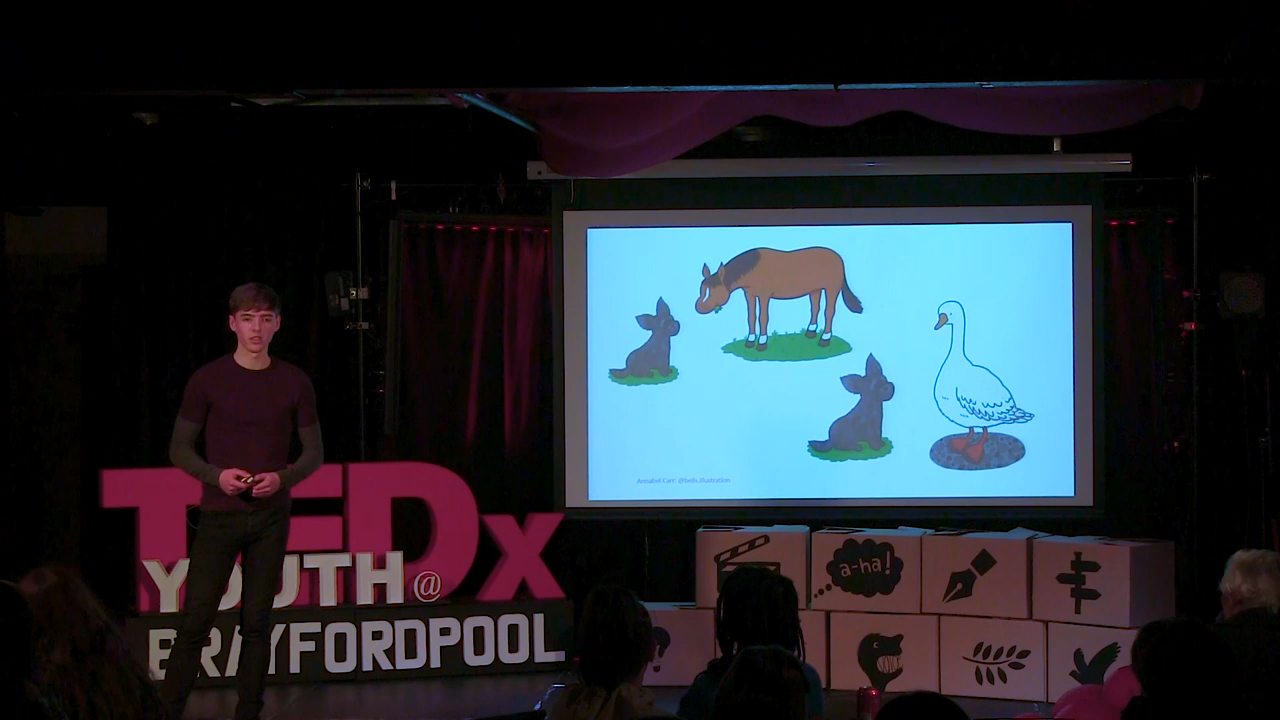 Annabel Carr: @bells.illustration
TEDx
YOUTH @
BRAYFORDPOOL
a-ha!
?